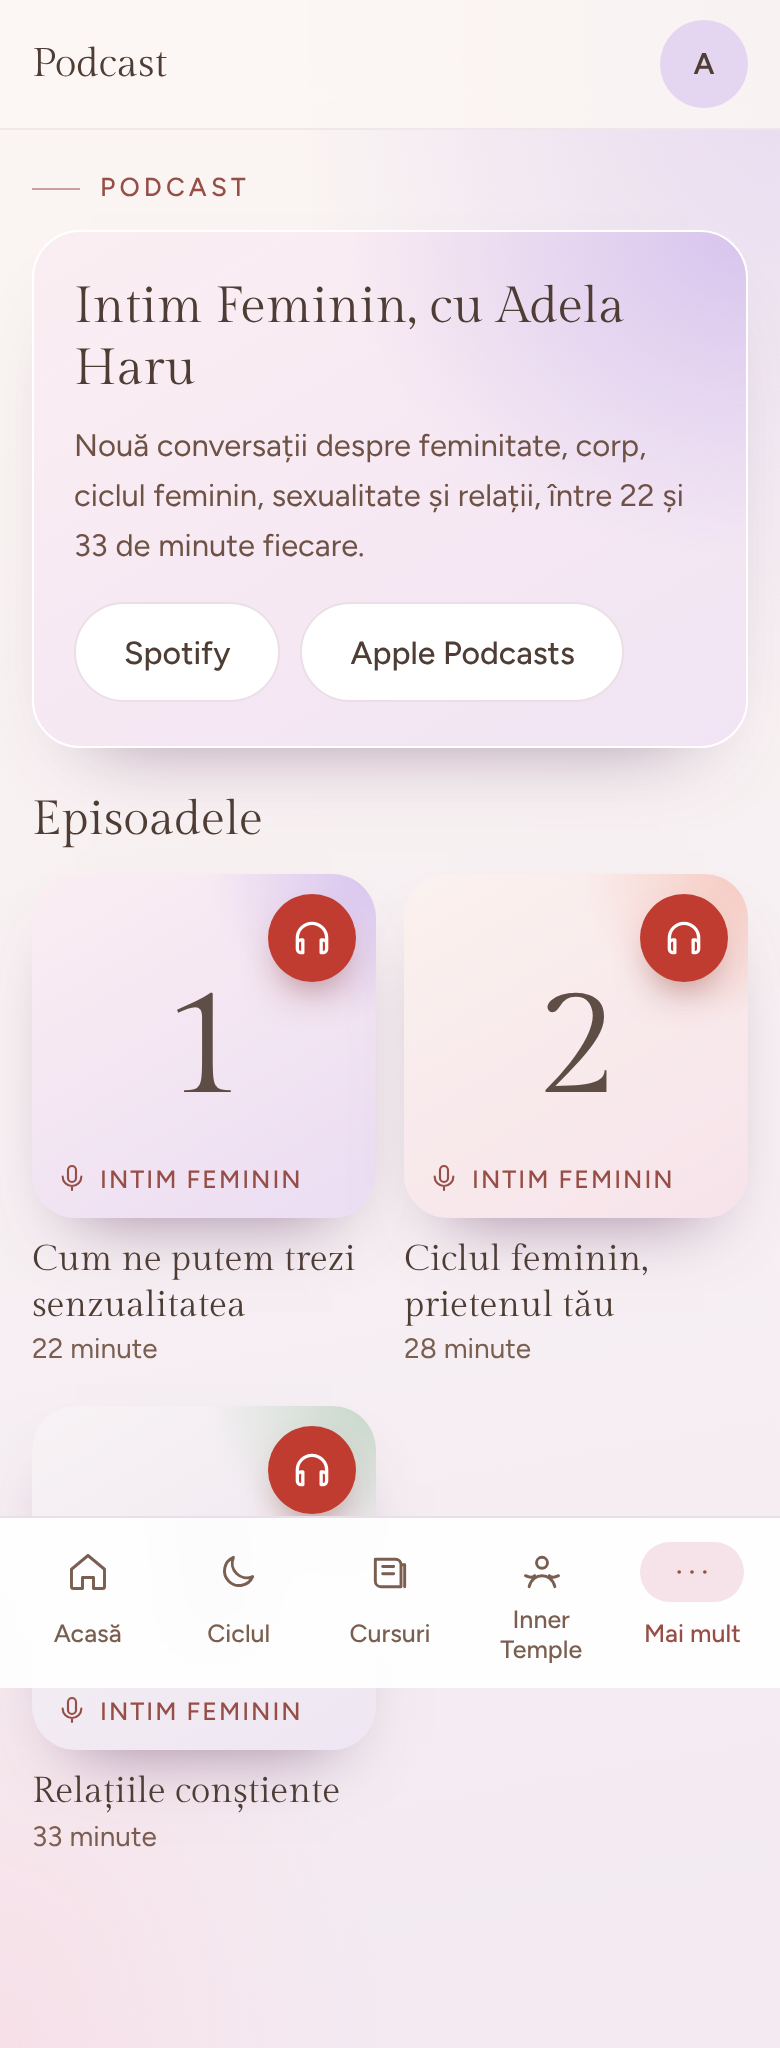 Podcast
A
PODCAST
Intim Feminin, cu Adela
Haru
Nouă conversații despre feminitate, corp,
ciclul feminin, sexualitate și relații, între 22 și
33 de minute fiecare.
Spotify
Apple Podcasts
Episoadele
1
INTIM FEMININ
Cum ne putem trezi
senzualitatea
22 minute
2
INTIM FEMININ
Ciclul feminin,
prietenul tău
28 minute
Acasă
Ciclul
Cursuri
Inner
Temple
Mai mult
INTIM FEMININ
Relațiile conștiente
33 minute